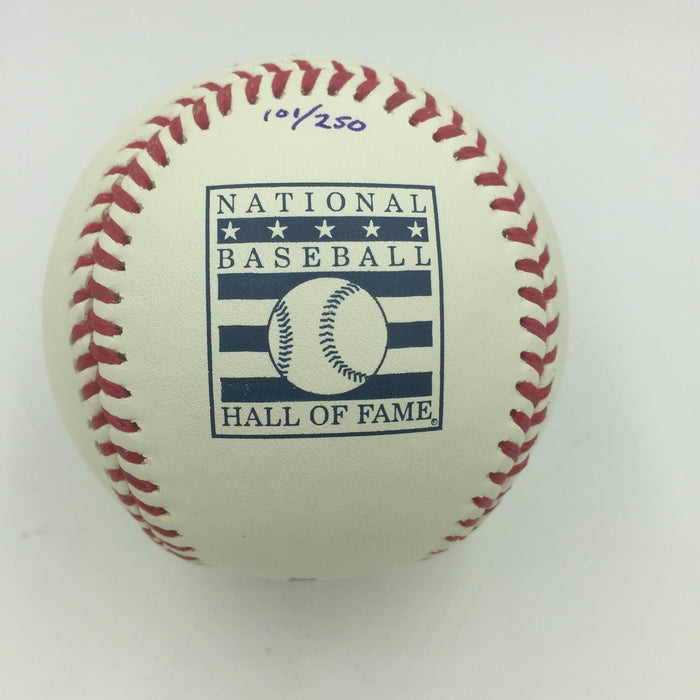 101/250
NATIONAL
BASEBALL
HALL OF FAME®